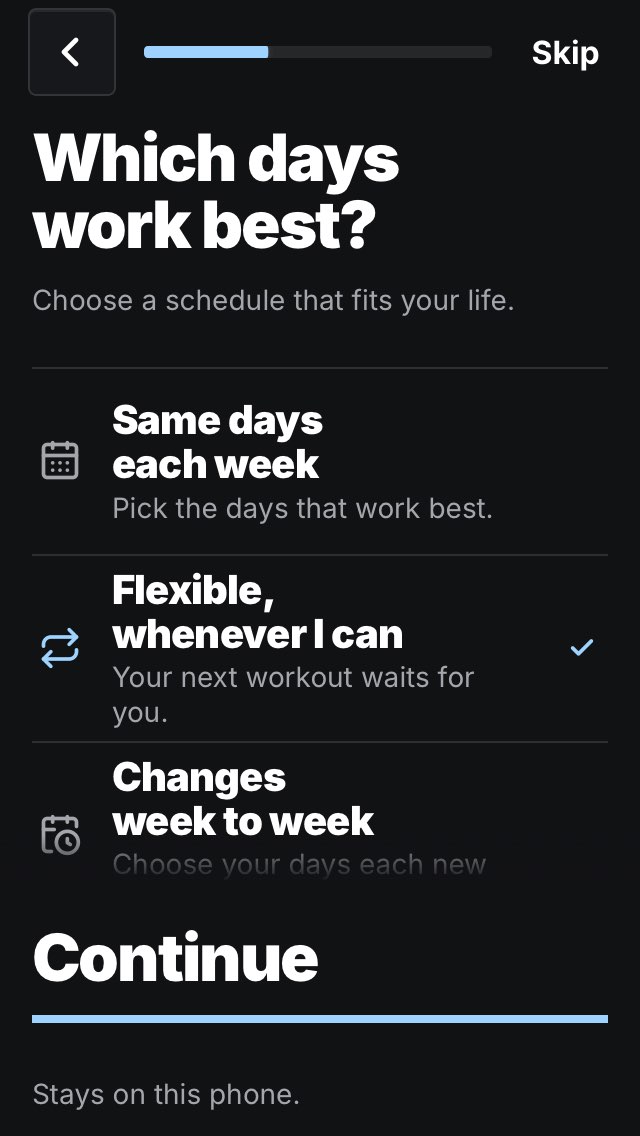 Skip
Which days
work best?
Choose a schedule that fits your life.
Same days
each week
Pick the days that work best.
Flexible,
whenever I can
Your next workout waits for
you.
Changes
week to week
Choose your days each new
Continue
Stays on this phone.